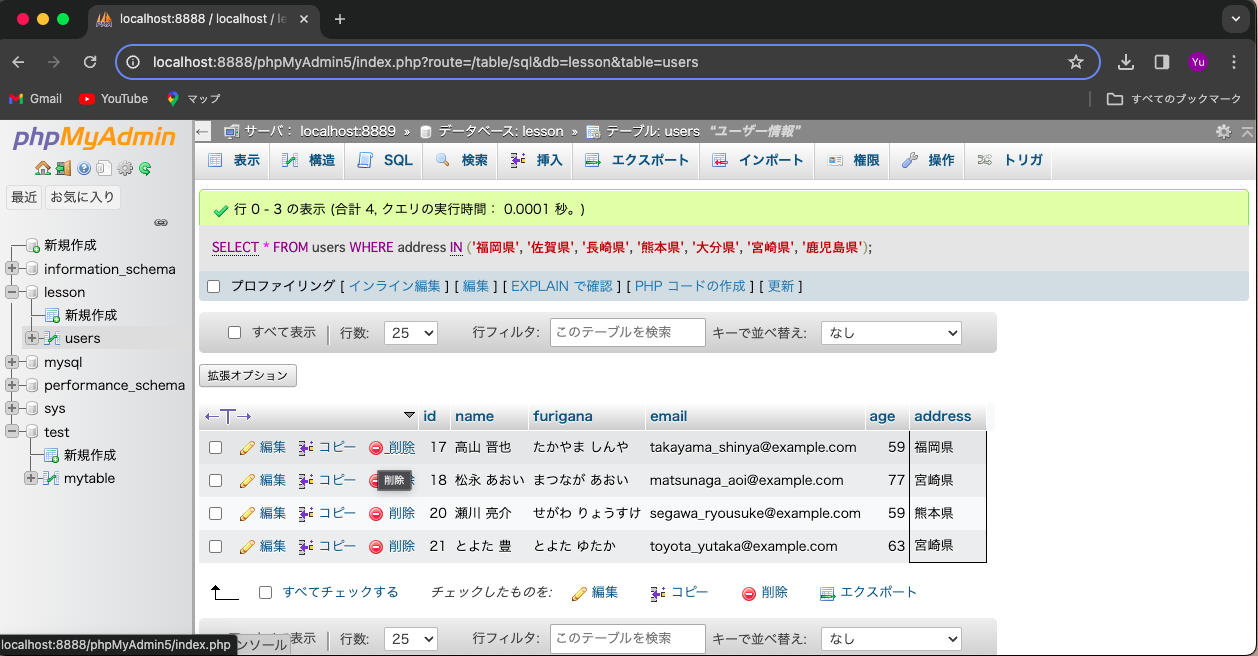 localhost:8888 / localhost / le
localhost:8888/phpMyAdmin5/index.php?route=/table/sql&db=lesson&table=users
Yu
Gmail YouTube マップ すべてのブックマーク
phpMyAdmin
最近 お気に入り
新規作成
information_schema
lesson
新規作成
users
mysql
performance_schema
sys
test
新規作成
mytable
サーバ: localhost:8889 » データベース: lesson » テーブル: users "ユーザー情報"
表示 構造 SQL 検索 挿入 エクスポート インポート 権限 操作 トリガ
行 0 - 3 の表示 (合計 4, クエリの実行時間: 0.0001 秒。)
SELECT * FROM users WHERE address IN ('福岡県', '佐賀県', '長崎県', '熊本県', '大分県', '宮崎県', '鹿児島県');
プロファイリング [ インライン編集 ] [ 編集 ] [ EXPLAIN で確認 ] [ PHP コードの作成 ] [ 更新 ]
すべて表示 行数: 25 行フィルタ: このテーブルを検索 キーで並べ替え: なし
拡張オプション
←T→ id name furigana email age address
編集 コピー 削除 17 高山 晋也 たかやま しんや takayama_shinya@example.com 59 福岡県
編集 コピー 削除 18 松永 あおい まつなが あおい matsunaga_aoi@example.com 77 宮崎県
編集 コピー 削除 20 瀬川 亮介 せがわ りょうすけ segawa_ryousuke@example.com 59 熊本県
編集 コピー 削除 21 とよた 豊 とよた ゆたか toyota_yutaka@example.com 63 宮崎県
すべてチェックする チェックしたものを: 編集 コピー 削除 エクスポート
表示 行数: 25 行フィルタ: このテーブルを検索 キーで並べ替え: なし
localhost:8888/phpMyAdmin5/index.php ンソール